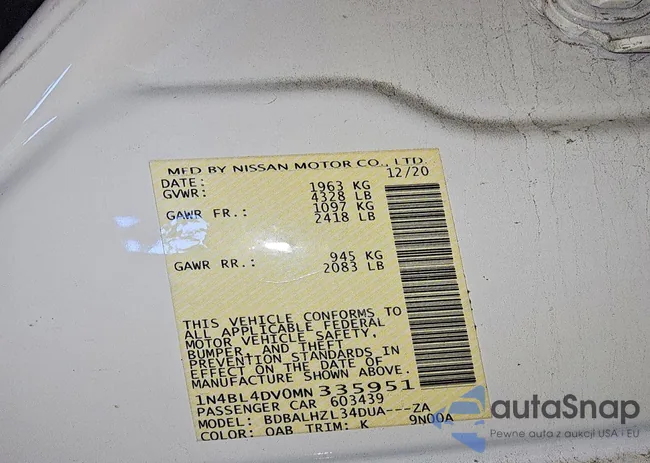 MFD BY NISSAN MOTOR CO., LTD.
DATE: 12/20
GVWR: 1963 KG
4328 LB
GAWR FR.: 1097 KG
2418 LB
GAWR RR.: 945 KG
2083 LB
THIS VEHICLE CONFORMS TO
ALL APPLICABLE FEDERAL
MOTOR VEHICLE SAFETY,
BUMPER, AND THEFT
PREVENTION STANDARDS IN
EFFECT ON THE DATE OF
MANUFACTURE SHOWN ABOVE.
1N4BL4DV0MN 335951
PASSENGER CAR 603439
MODEL: BDBALHZL34DUA---ZA
COLOR: QAB TRIM: K 9N00A
autaSnap
Pewne auta z aukcji USA i EU